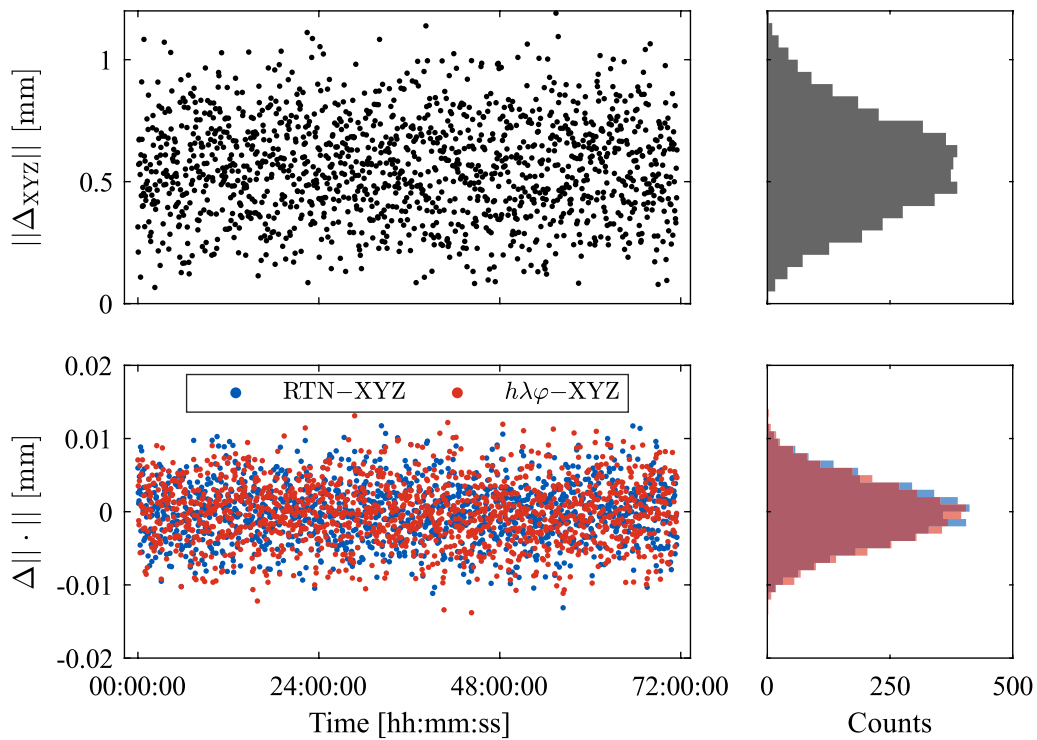 ||Δ_XYZ|| [mm]
1
0.5
0
Δ|| · || [mm]
0.02
0.01
0
-0.01
-0.02
RTN−XYZ
hλφ−XYZ
00:00:00
24:00:00
48:00:00
72:00:00
Time [hh:mm:ss]
0
250
500
Counts